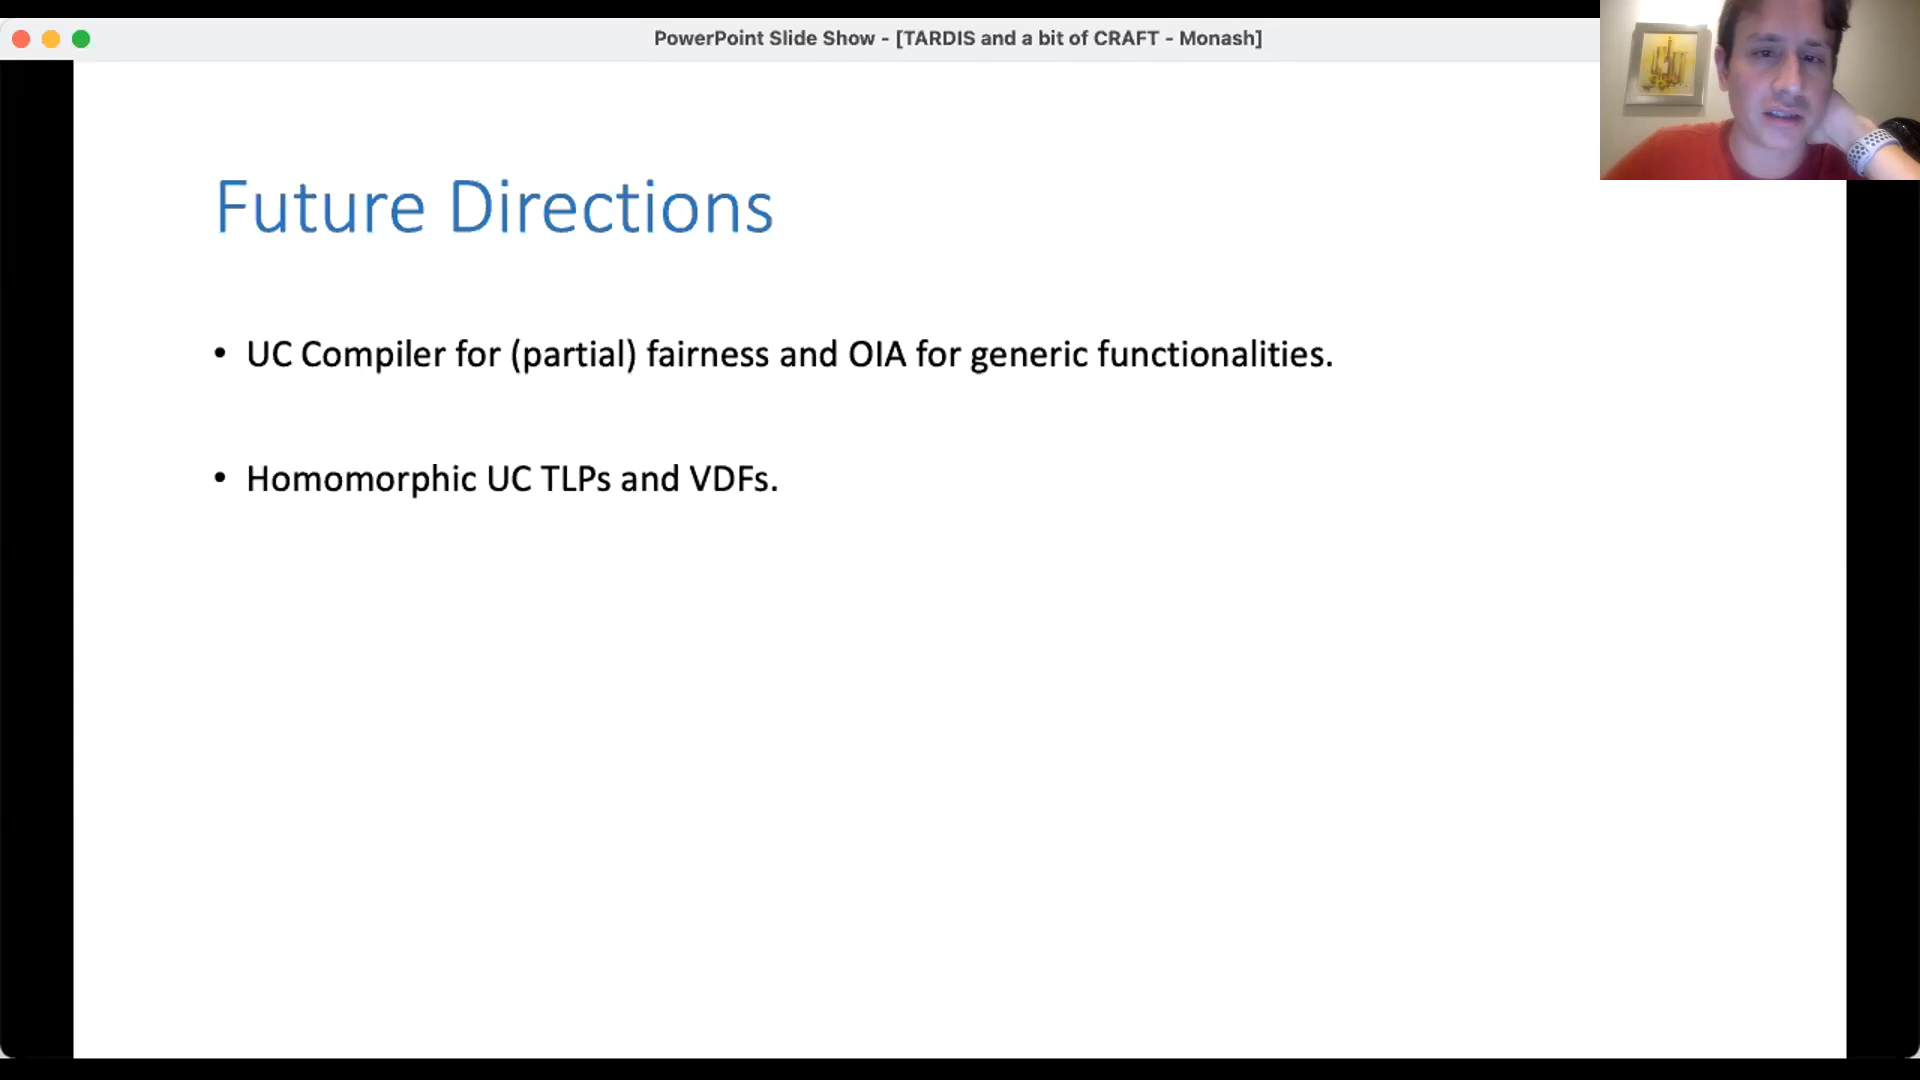 PowerPoint Slide Show - [TARDIS and a bit of CRAFT - Monash]
Future Directions
• UC Compiler for (partial) fairness and OIA for generic functionalities.
• Homomorphic UC TLPs and VDFs.